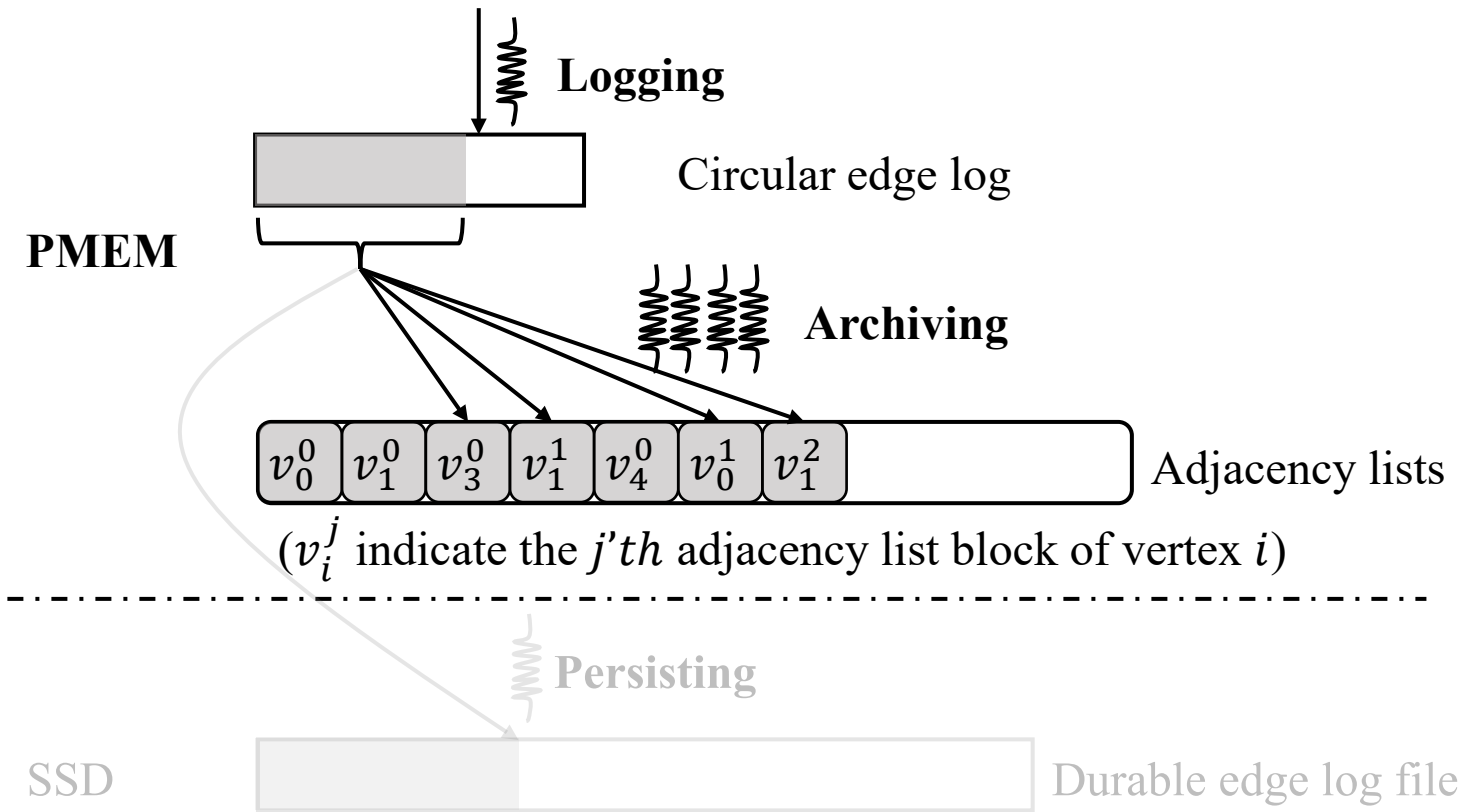 Logging
Circular edge log
PMEM
Archiving
$v_0^0$ $v_1^0$ $v_3^0$ $v_1^1$ $v_4^0$ $v_0^1$ $v_1^2$
Adjacency lists
($v_i^j$ indicate the j'th adjacency list block of vertex i)
Persisting
SSD
Durable edge log file